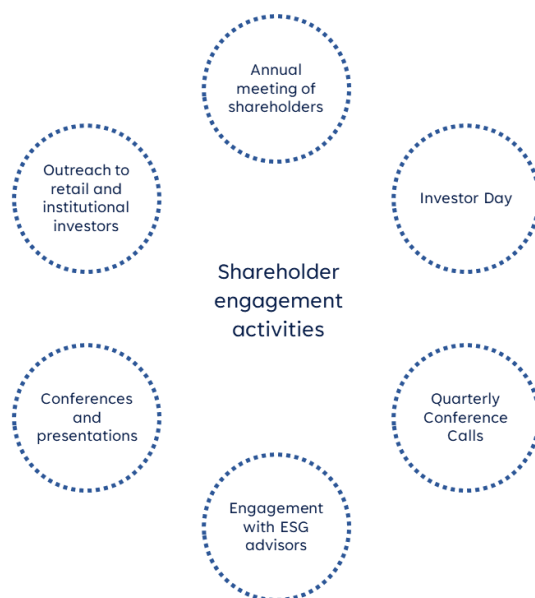 Annual
meeting of
shareholders
Outreach to
retail and
institutional
investors
Investor Day
Shareholder
engagement
activities
Conferences
and
presentations
Quarterly
Conference
Calls
Engagement
with ESG
advisors